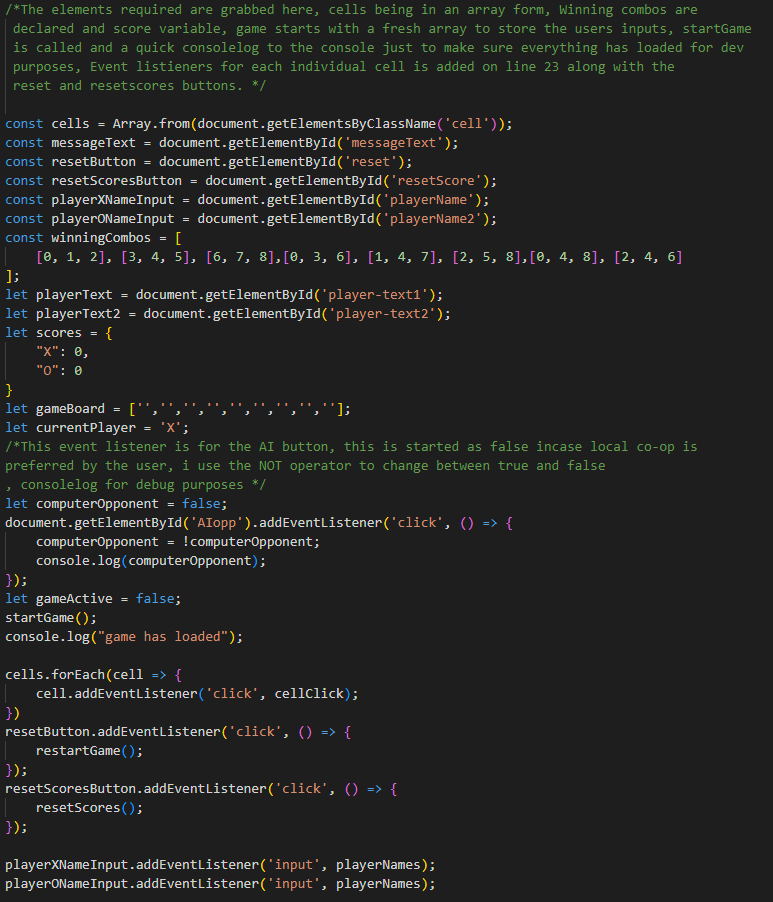 /*The elements required are grabbed here, cells being in an array form, Winning combos are
declared and score variable, game starts with a fresh array to store the users inputs, startGame
is called and a quick consolelog to the console just to make sure everything has loaded for dev
purposes, Event listieners for each individual cell is added on line 23 along with the
reset and resetscores buttons. */
const cells = Array.from(document.getElementsByClassName('cell'));
const messageText = document.getElementById('messageText');
const resetButton = document.getElementById('reset');
const resetScoresButton = document.getElementById('resetScore');
const playerXNameInput = document.getElementById('playerName');
const playerONameInput = document.getElementById('playerName2');
const winningCombos = [
    [0, 1, 2], [3, 4, 5], [6, 7, 8],[0, 3, 6], [1, 4, 7], [2, 5, 8],[0, 4, 8], [2, 4, 6]
];
let playerText = document.getElementById('player-text1');
let playerText2 = document.getElementById('player-text2');
let scores = {
    "X": 0,
    "O": 0
}
let gameBoard = ['','','','','','','','',''];
let currentPlayer = 'X';
/*This event listener is for the AI button, this is started as false incase local co-op is
preferred by the user, i use the NOT operator to change between true and false
, consolelog for debug purposes */
let computerOpponent = false;
document.getElementById('AIopp').addEventListener('click', () => {
    computerOpponent = !computerOpponent;
    console.log(computerOpponent);
});
let gameActive = false;
startGame();
console.log("game has loaded");
cells.forEach(cell => {
    cell.addEventListener('click', cellClick);
})
resetButton.addEventListener('click', () => {
    restartGame();
});
resetScoresButton.addEventListener('click', () => {
    resetScores();
});
playerXNameInput.addEventListener('input', playerNames);
playerONameInput.addEventListener('input', playerNames);